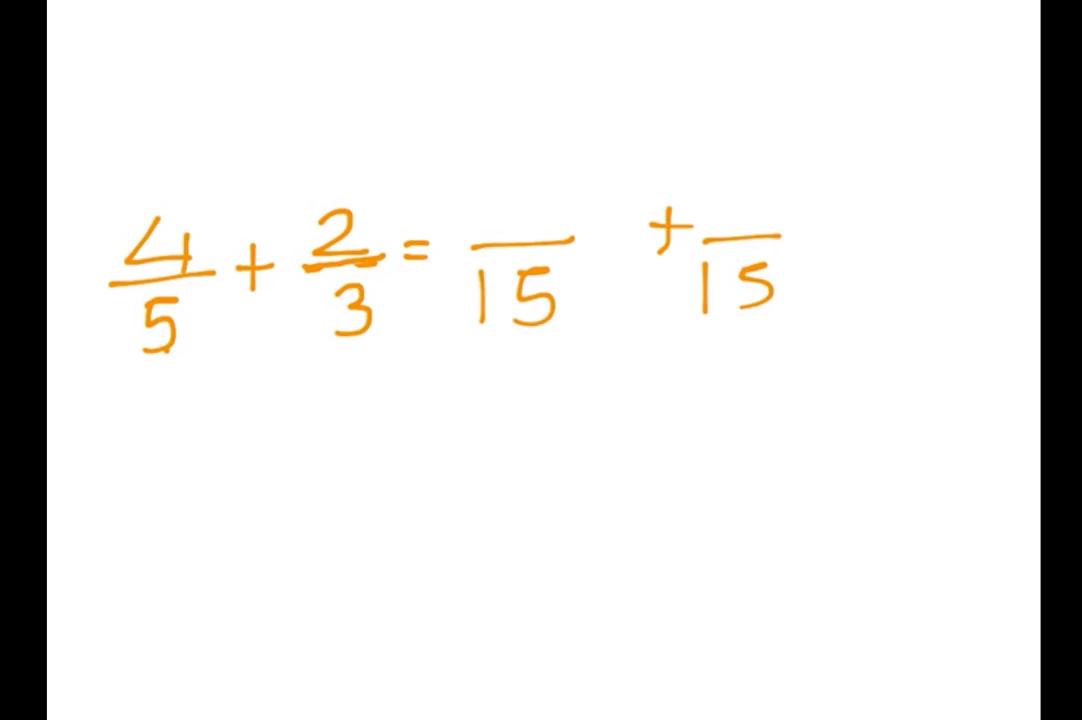 4/5 + 2/3 = /15 + /15